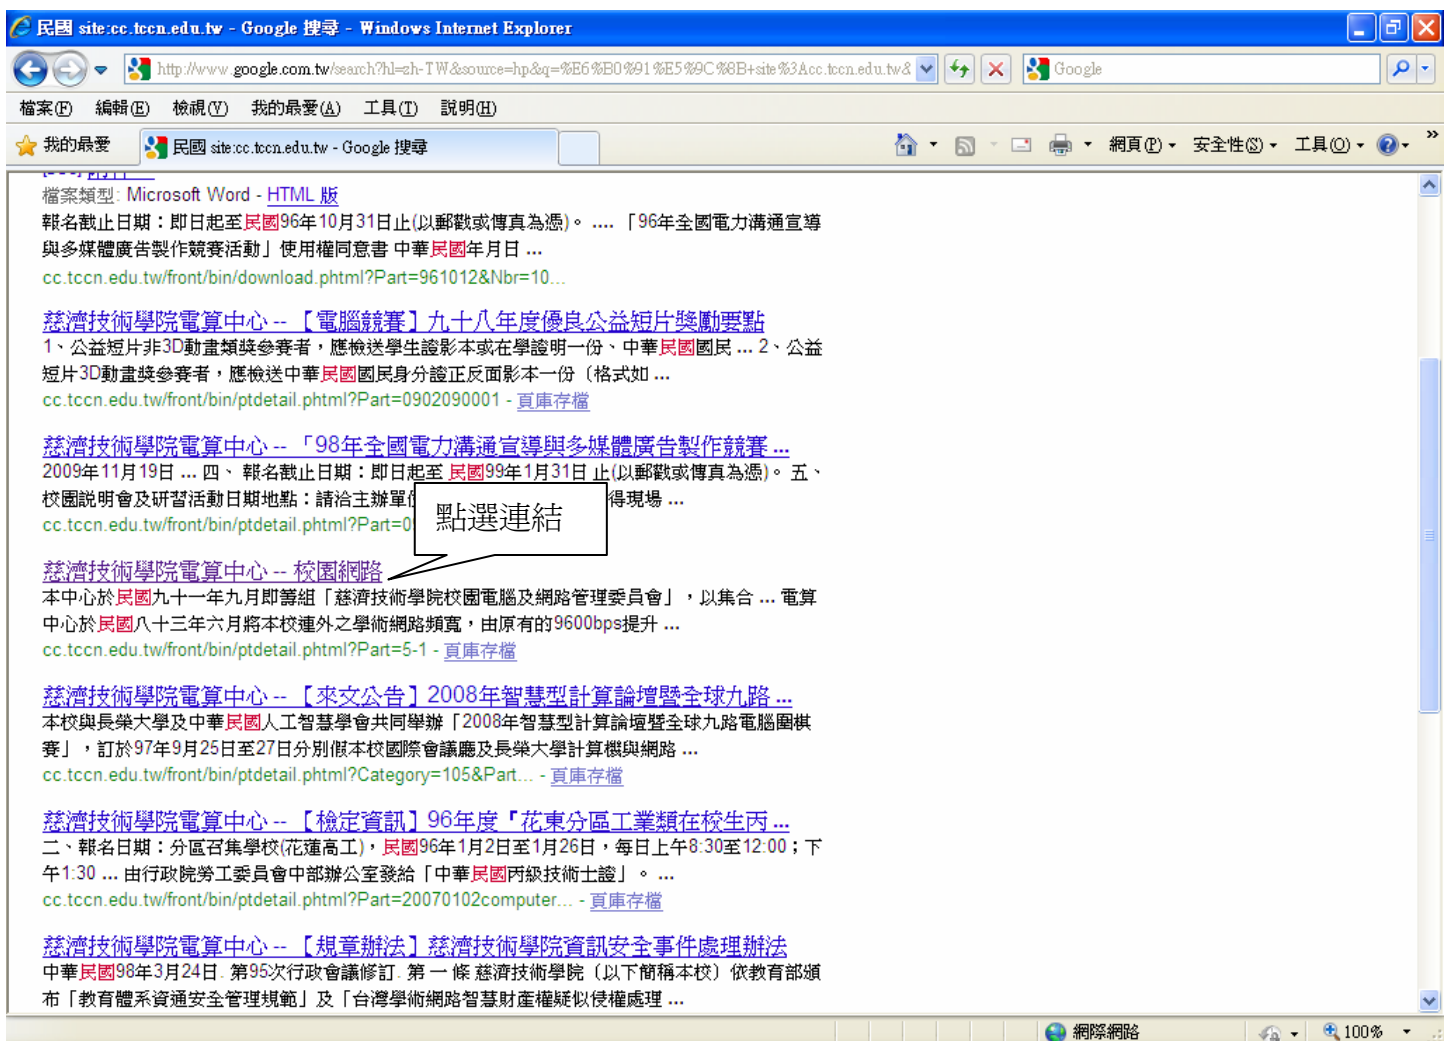 民國 site:cc.tccn.edu.tw - Google 搜尋 - Windows Internet Explorer
http://www.google.com.tw/search?hl=zh-TW&source=hp&q=%E6%B0%91%E5%9C%8B+site%3Acc.tccn.edu.tw&
Google
檔案(F) 編輯(E) 檢視(V) 我的最愛(A) 工具(T) 說明(H)
我的最愛 民國 site:cc.tccn.edu.tw - Google 搜尋 網頁(P) 安全性(S) 工具(O) »
檔案類型: Microsoft Word - HTML 版
報名截止日期：即日起至民國96年10月31日止(以郵戳或傳真為憑)。 .... 「96年全國電力溝通宣導
與多媒體廣告製作競賽活動」使用權同意書 中華民國年月日 ...
cc.tccn.edu.tw/front/bin/download.phtml?Part=961012&Nbr=10...
慈濟技術學院電算中心 -- 【電腦競賽】九十八年度優良公益短片獎勵要點
1、公益短片非3D動畫類獎參賽者，應檢送學生證影本或在學證明一份、中華民國國民 ... 2、公益
短片3D動畫獎參賽者，應檢送中華民國國民身分證正反面影本一份〔格式如 ...
cc.tccn.edu.tw/front/bin/ptdetail.phtml?Part=0902090001 - 頁庫存檔
慈濟技術學院電算中心 -- 「98年全國電力溝通宣導與多媒體廣告製作競賽 ...
2009年11月19日 ... 四、 報名截止日期：即日起至 民國99年1月31日 止(以郵戳或傳真為憑)。 五、
校園說明會及研習活動日期地點：請洽主辦單位 得現場 ...
cc.tccn.edu.tw/front/bin/ptdetail.phtml?Part=0
點選連結
慈濟技術學院電算中心 -- 校園網路
本中心於民國九十一年九月即籌組「慈濟技術學院校園電腦及網路管理委員會」，以集合 ... 電算
中心於民國八十三年六月將本校連外之學術網路頻寬，由原有的9600bps提升 ...
cc.tccn.edu.tw/front/bin/ptdetail.phtml?Part=5-1 - 頁庫存檔
慈濟技術學院電算中心 -- 【來文公告】2008年智慧型計算論壇暨全球九路 ...
本校與長榮大學及中華民國人工智慧學會共同舉辦「2008年智慧型計算論壇暨全球九路電腦圍棋
賽」，訂於97年9月25日至27日分別假本校國際會議廳及長榮大學計算機與網路 ...
cc.tccn.edu.tw/front/bin/ptdetail.phtml?Category=105&Part... - 頁庫存檔
慈濟技術學院電算中心 -- 【檢定資訊】96年度『花東分區工業類在校生丙 ...
二、報名日期：分區召集學校(花蓮高工)，民國96年1月2日至1月26日，每日上午8:30至12:00；下
午1:30 ... 由行政院勞工委員會中部辦公室發給「中華民國丙級技術士證」。 ...
cc.tccn.edu.tw/front/bin/ptdetail.phtml?Part=20070102computer... - 頁庫存檔
慈濟技術學院電算中心 -- 【規章辦法】慈濟技術學院資訊安全事件處理辦法
中華民國98年3月24日. 第95次行政會議修訂. 第 一 條 慈濟技術學院〔以下簡稱本校〕依教育部頒
布「教育體系資通安全管理規範」及「台灣學術網路智慧財產權疑似侵權處理 ...
網際網路 100%